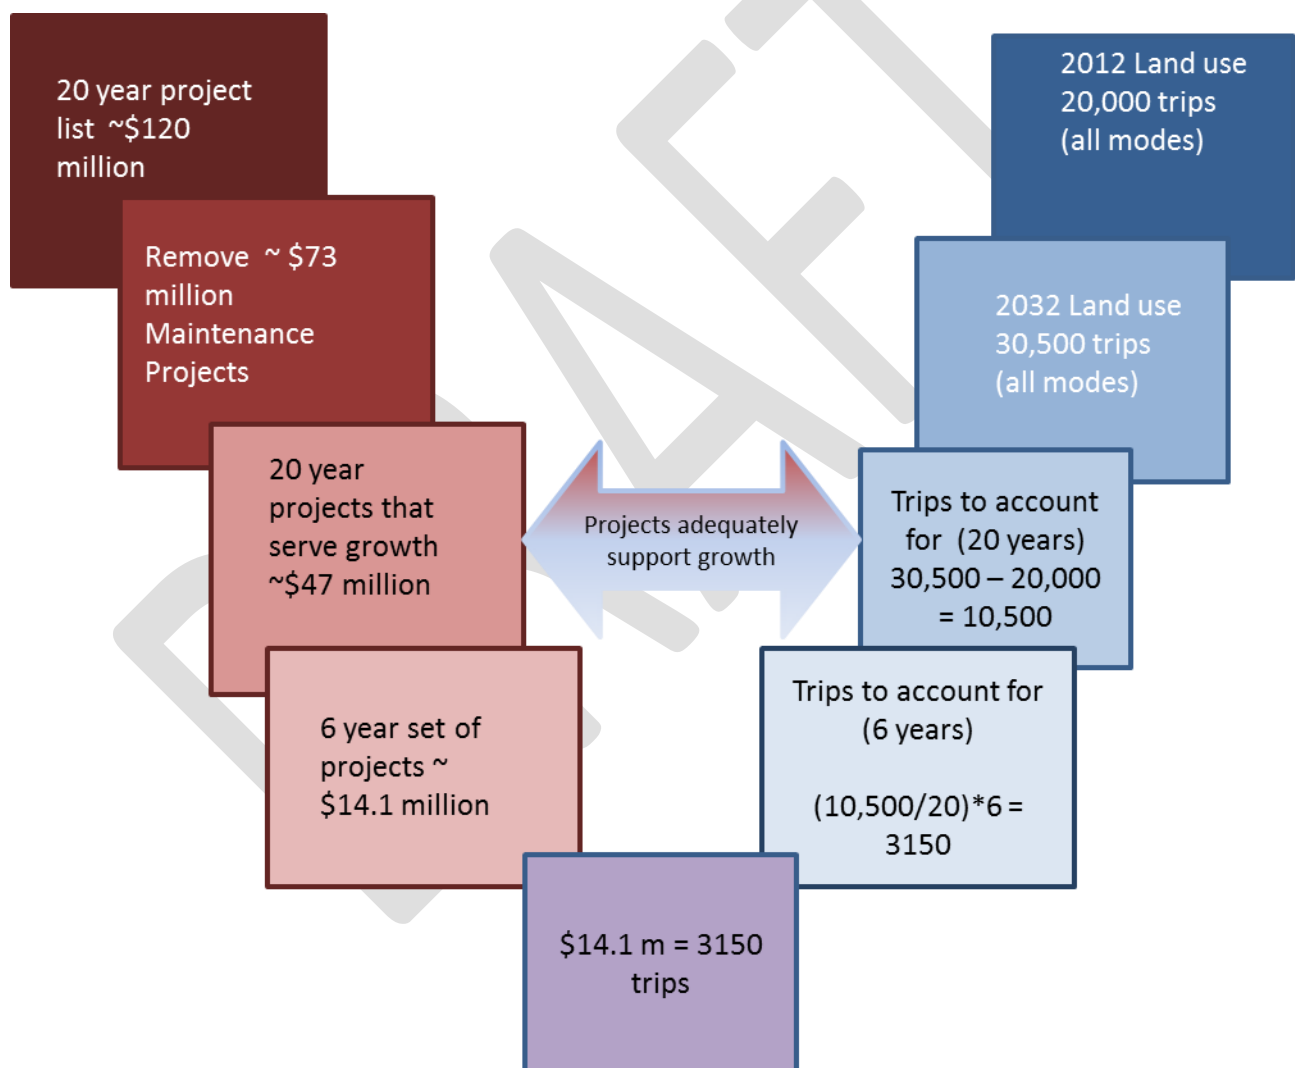 20 year project
list ~$120
million
Remove ~ $73
million
Maintenance
Projects
20 year
projects that
serve growth
~$47 million
6 year set of
projects ~
$14.1 million
Projects adequately
support growth
2012 Land use
20,000 trips
(all modes)
2032 Land use
30,500 trips
(all modes)
Trips to account
for (20 years)
30,500 – 20,000
= 10,500
Trips to account for
(6 years)
(10,500/20)*6 =
3150
$14.1 m = 3150
trips
DRAFT